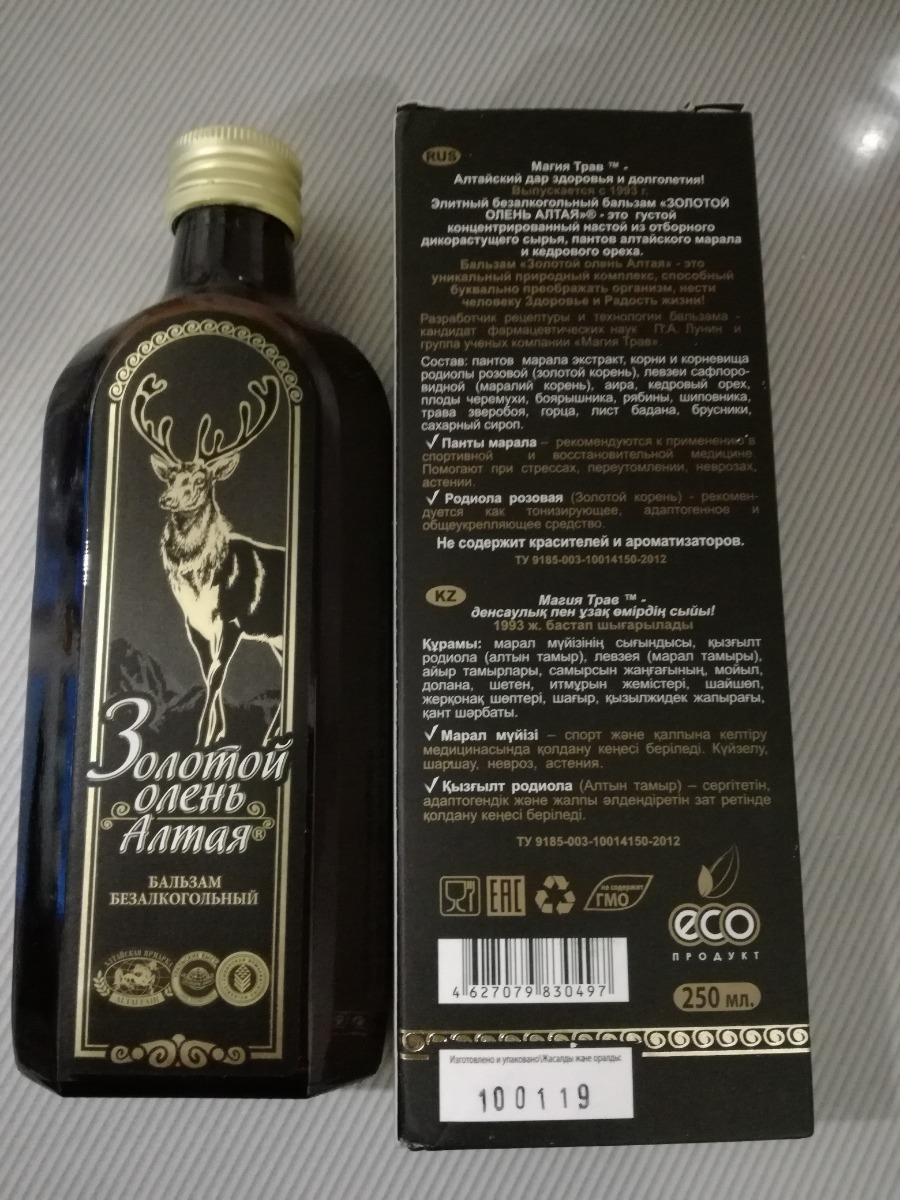 Золотой
олень
Алтая®
БАЛЬЗАМ
БЕЗАЛКОГОЛЬНЫЙ
АЛТАЙСКАЯ ЯРМАРКА
RUS
Магия Трав ™ -
Алтайский дар здоровья и долголетия!
Выпускается с 1993 г.
Элитный безалкогольный бальзам «ЗОЛОТОЙ
ОЛЕНЬ АЛТАЯ»® - это густой
концентрированный настой из отборного
дикорастущего сырья, пантов алтайского марала
и кедрового ореха.
Бальзам «Золотой олень Алтая» - это
уникальный природный комплекс, способный
буквально преображать организм, нести
человеку Здоровье и Радость жизни!
Разработчик рецептуры и технологии бальзама -
кандидат фармацевтических наук П.А. Лунин и
группа ученых компании «Магия Трав».
Состав: пантов марала экстракт, корни и корневища
родиолы розовой (золотой корень), левзеи сафлоро-
видной (маралий корень), аира, кедровый орех,
плоды черемухи, боярышника, рябины, шиповника,
трава зверобоя, горца, лист бадана, брусники,
сахарный сироп.
✓ Панты марала – рекомендуются к применению в
спортивной и восстановительной медицине.
Помогают при стрессах, переутомлении, неврозах,
астении.
✓ Родиола розовая (Золотой корень) - рекомен-
дуется как тонизирующее, адаптогенное и
общеукрепляющее средство.
Не содержит красителей и ароматизаторов.
ТУ 9185-003-10014150-2012
KZ
Магия Трав ™ -
денсаулық пен ұзақ өмірдің сыйы!
1993 ж. бастап шығарылады
Құрамы: марал мүйізінің сығындысы, қызғылт
родиола (алтын тамыр), левзея (марал тамыры),
айыр тамырлары, самырсын жаңғағының, мойыл,
долана, шетен, итмұрын жемістері, шайшөп,
жерқонақ шөптері, шағыр, қызылжидек жапырағы,
қант шәрбаты.
✓ Марал мүйізі – спорт және қалпына келтіру
медицинасында қолдану кеңесі беріледі. Күйзелу,
шаршау, невроз, астения.
✓ Қызғылт родиола (Алтын тамыр) – сергітетін,
адаптогендік және жалпы әлдендіретін зат ретінде
қолдану кеңесі беріледі.
ТУ 9185-003-10014150-2012
EAC
не содержит
ГМО
eco
ПРОДУКТ
4 627079 830497
250 мл.
Изготовлено и упаковано\Жасалды және оралды:
100119